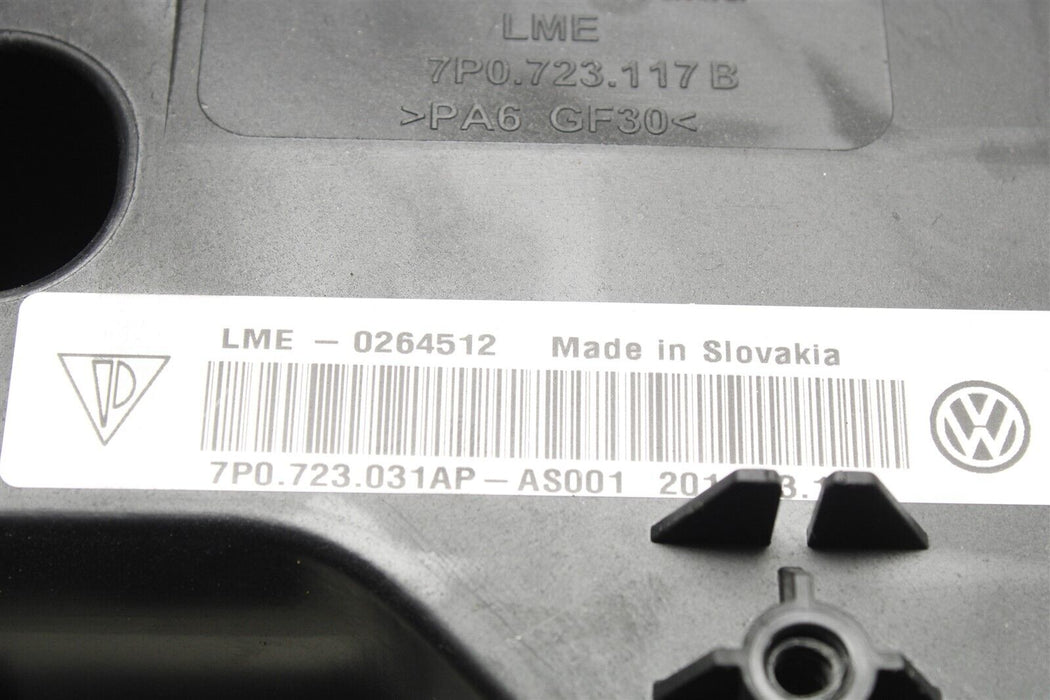 LME
7P0.723.117 B
>PA6 GF30<
LME – 0264512 Made in Slovakia
7P0.723.031AP – AS001